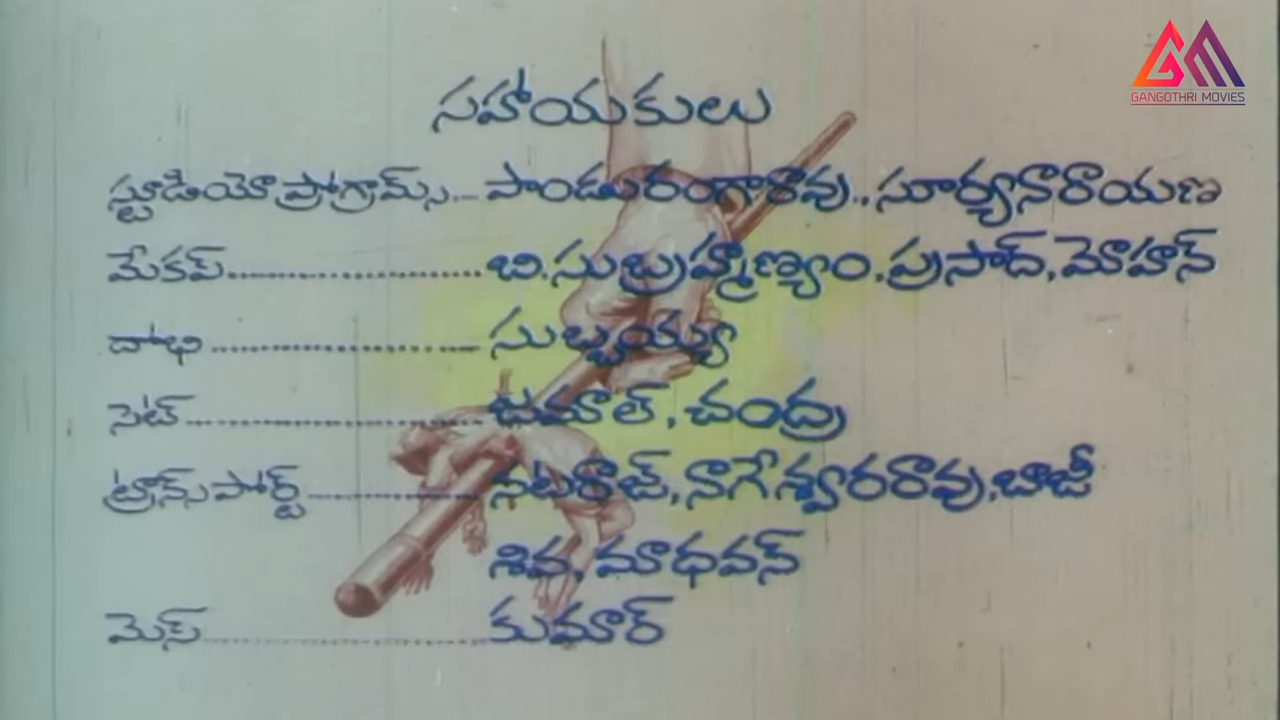 GANGOTHRI MOVIES
సహాయకులు
స్టూడియో ప్రోగ్రామ్స్... పాండురంగారావు., సూర్యనారాయణ
మేకప్.............................. బి.సుబ్రహ్మణ్యం, ప్రసాద్, మోహన్
దోభి .............................. సుబ్బయ్య
సెట్.............................. జమాల్, చంద్ర
ట్రాన్స్‌పోర్ట్.................... నటరాజ్, నాగేశ్వరరావు, బాజీ
శివ, మాధవన్
మెస్.............................. కుమార్